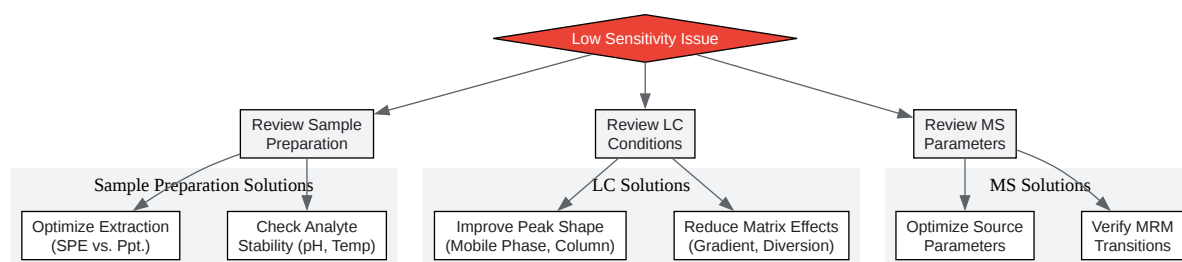 Low Sensitivity Issue
Review Sample
Preparation
Review LC
Conditions
Review MS
Parameters
Sample Preparation Solutions
LC Solutions
MS Solutions
Optimize Extraction
(SPE vs. Ppt.)
Check Analyte
Stability (pH, Temp)
Improve Peak Shape
(Mobile Phase, Column)
Reduce Matrix Effects
(Gradient, Diversion)
Optimize Source
Parameters
Verify MRM
Transitions